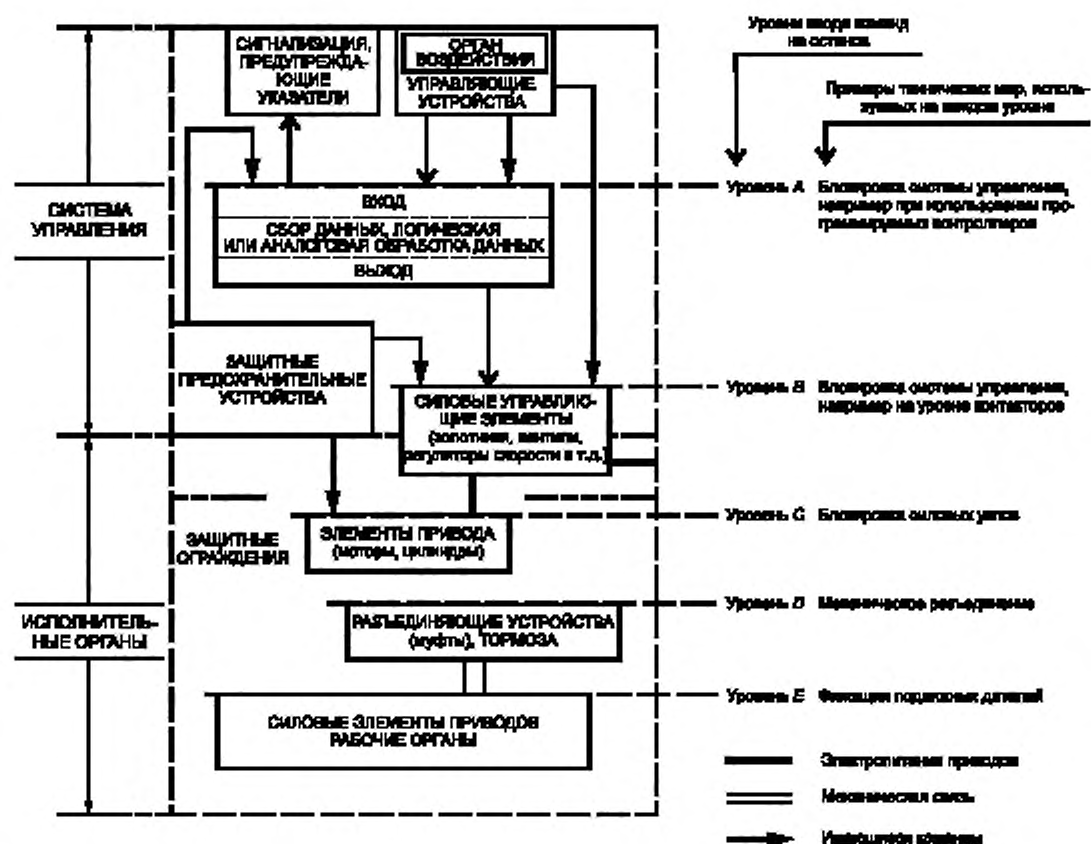 СИГНАЛИЗАЦИЯ,
ПРЕДУПРЕЖДА-
ЮЩИЕ
УКАЗАТЕЛИ
ОРГАН
ВОЗДЕЙСТВИЯ
УПРАВЛЯЮЩИЕ
УСТРОЙСТВА
Уровни ввода команд
на останов
Примеры технических мер, исполь-
зуемых на каждом уровне
СИСТЕМА
УПРАВЛЕНИЯ
ВХОД
СБОР ДАННЫХ, ЛОГИЧЕСКАЯ
ИЛИ АНАЛОГОВАЯ ОБРАБОТКА ДАННЫХ
ВЫХОД
Уровень A Блокировка системы управления,
например при использовании про-
граммируемых контроллеров
ЗАЩИТНЫЕ
ПРЕДОХРАНИТЕЛЬНЫЕ
УСТРОЙСТВА
СИЛОВЫЕ УПРАВЛЯЮ-
ЩИЕ ЭЛЕМЕНТЫ
(золотники, вентили,
регуляторы скорости и т.д.)
Уровень B Блокировка системы управления,
например на уровне контакторов
ЗАЩИТНЫЕ
ОГРАЖДЕНИЯ
ЭЛЕМЕНТЫ ПРИВОДА
(моторы, цилиндры)
Уровень C Блокировка силовых узлов
ИСПОЛНИТЕЛЬ-
НЫЕ ОРГАНЫ
РАЗЪЕДИНЯЮЩИЕ УСТРОЙСТВА
(муфты), ТОРМОЗА
Уровень D Механическое разъединение
СИЛОВЫЕ ЭЛЕМЕНТЫ ПРИВОДОВ
РАБОЧИЕ ОРГАНЫ
Уровень E Фиксация подвижных деталей
Электропитание приводов
Механическая связь
команды